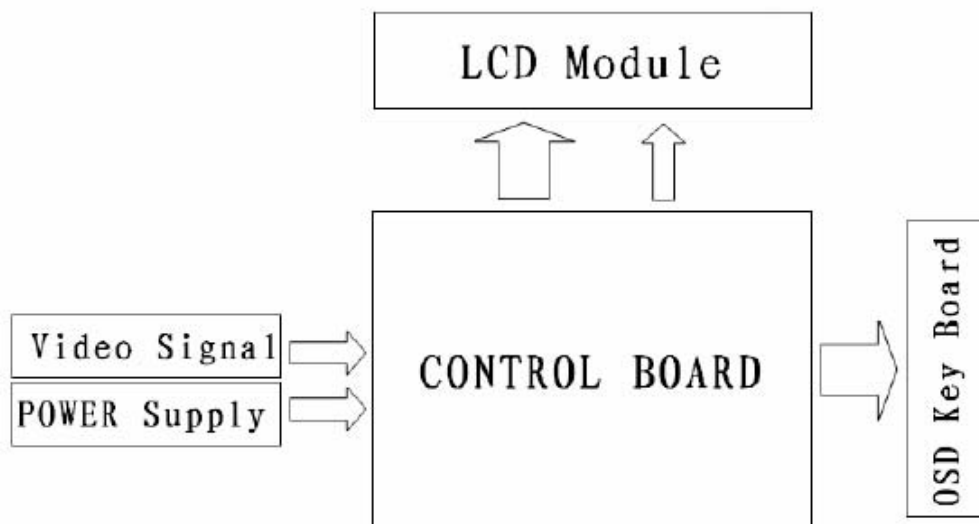 LCD Module
Video Signal
POWER Supply
CONTROL BOARD
OSD Key Board